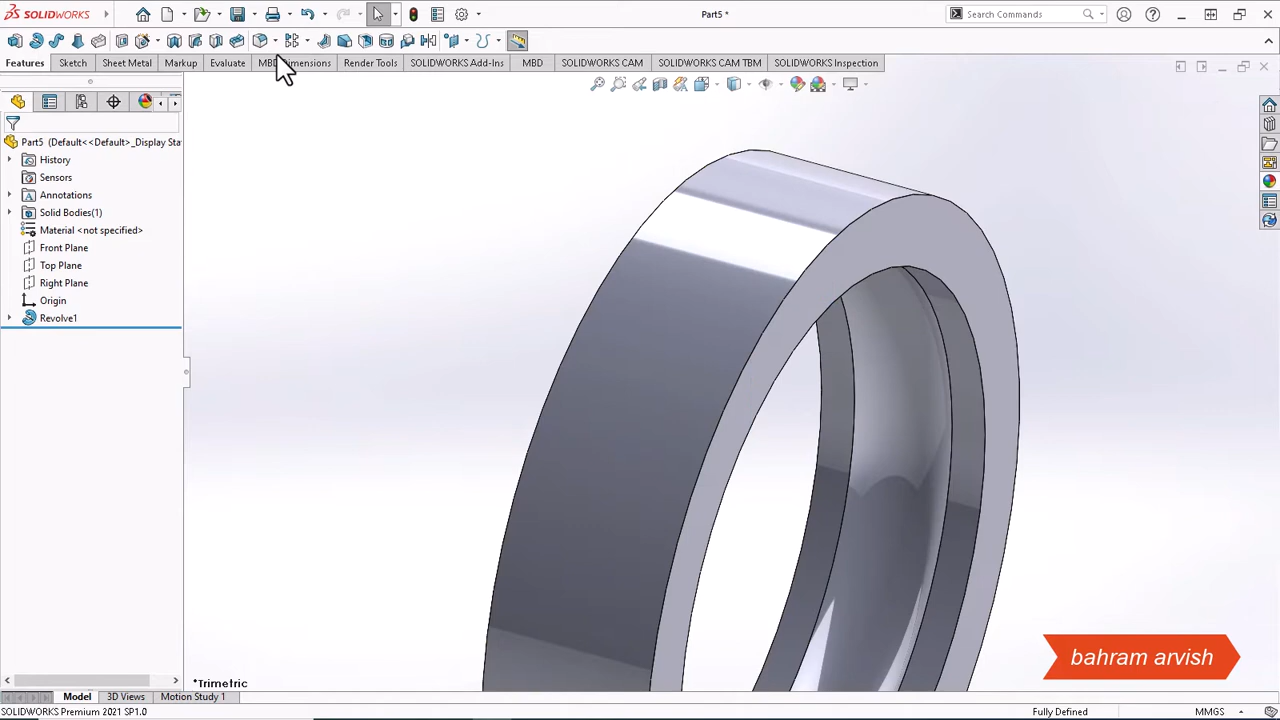 SOLIDWORKS
Part5 *
Search Commands
Features
Sketch
Sheet Metal
Markup
Evaluate
MBD Dimensions
Render Tools
SOLIDWORKS Add-Ins
MBD
SOLIDWORKS CAM
SOLIDWORKS CAM TBM
SOLIDWORKS Inspection
Part5 (Default<<Default>_Display Sta
History
Sensors
Annotations
Solid Bodies(1)
Material <not specified>
Front Plane
Top Plane
Right Plane
Origin
Revolve1
bahram arvish
*Trimetric
Model
3D Views
Motion Study 1
SOLIDWORKS Premium 2021 SP1.0
Fully Defined
MMGS